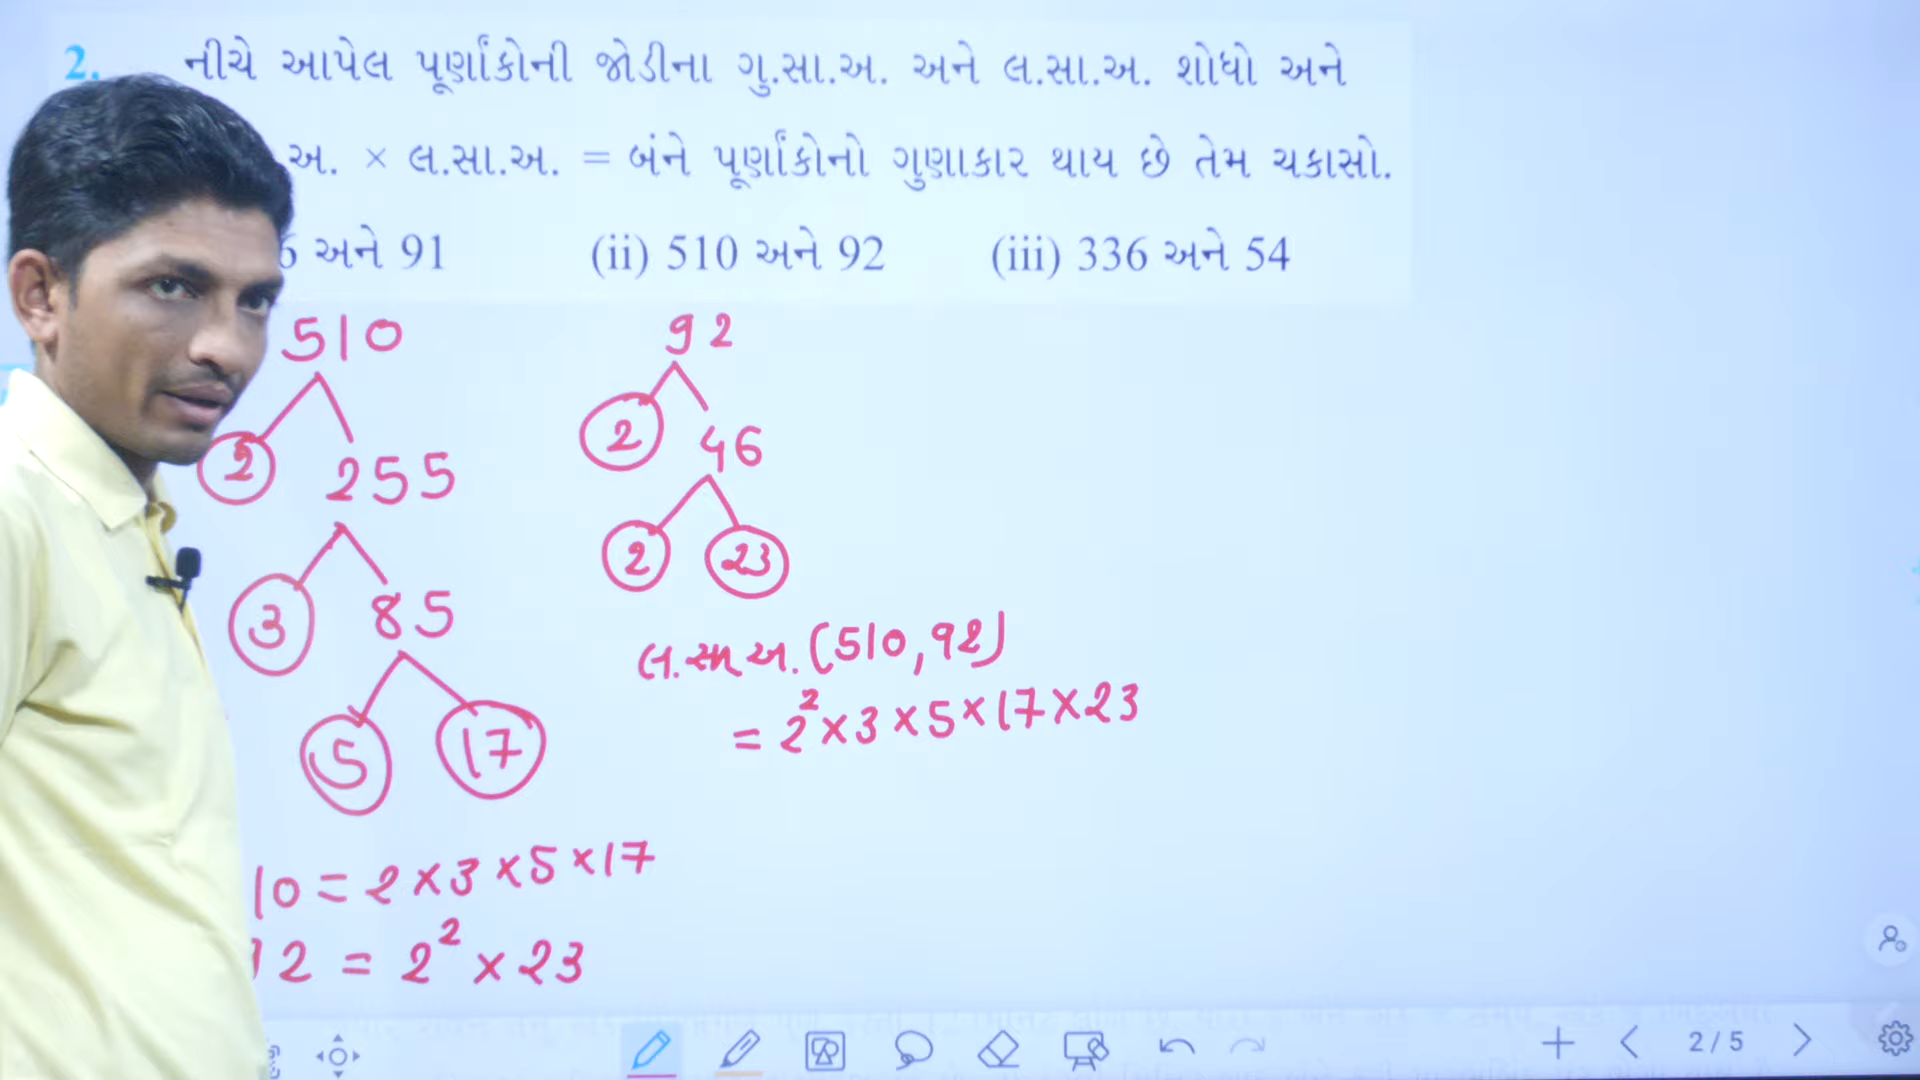 2. નીચે આપેલ પૂર્ણાંકોની જોડીના ગુ.સા.અ. અને લ.સા.અ. શોધો અને
અ. × લ.સા.અ. = બંને પૂર્ણાંકોનો ગુણાકાર થાય છે તેમ ચકાસો.
6 અને 91 (ii) 510 અને 92 (iii) 336 અને 54
510
2 255
3 85
5 17
92
2 46
2 23
લ.સા.અ. (510, 92)
= 2² × 3 × 5 × 17 × 23
10 = 2 × 3 × 5 × 17
2 = 2² × 23
2/5